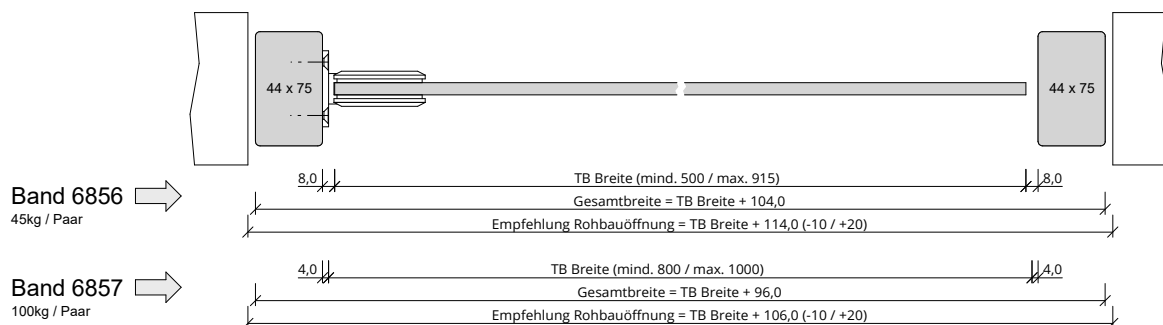 44 x 75
44 x 75
Band 6856
45kg / Paar
8,0
TB Breite (mind. 500 / max. 915)
8,0
Gesamtbreite = TB Breite + 104,0
Empfehlung Rohbauöffnung = TB Breite + 114,0 (-10 / +20)
Band 6857
100kg / Paar
4,0
TB Breite (mind. 800 / max. 1000)
4,0
Gesamtbreite = TB Breite + 96,0
Empfehlung Rohbauöffnung = TB Breite + 106,0 (-10 / +20)